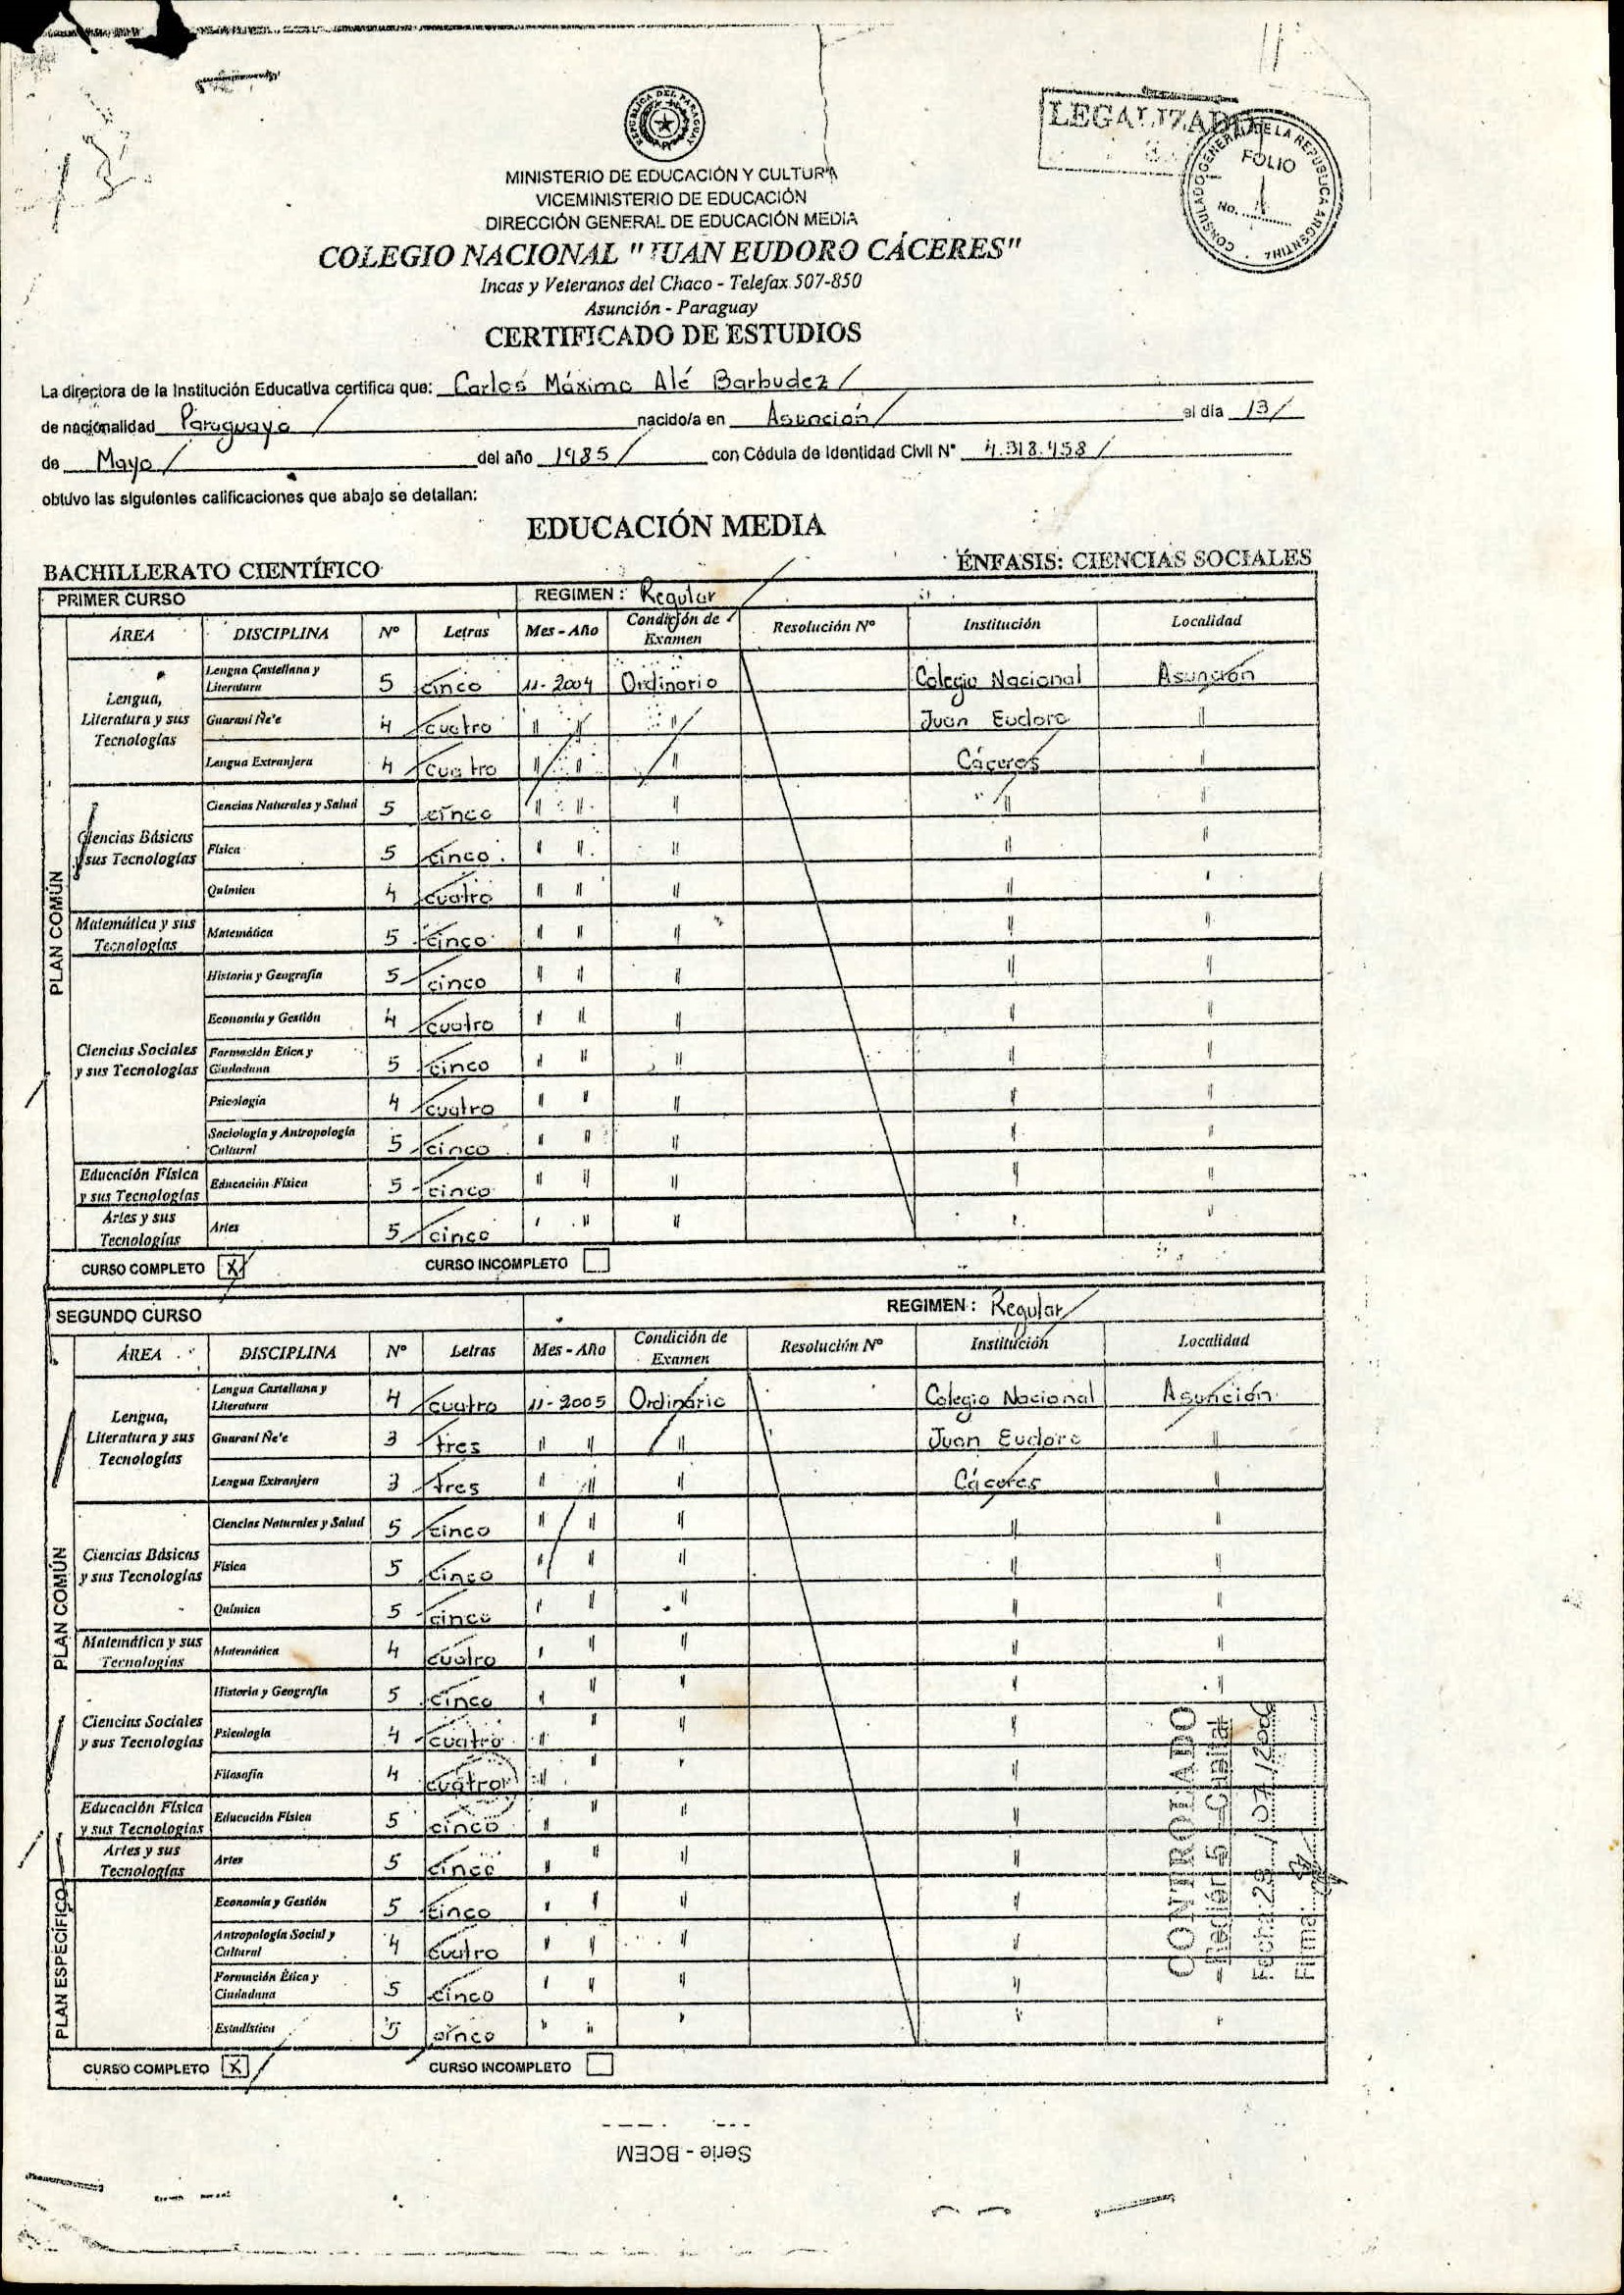 REPUBLICA DEL PARAGUAY
LEGALIZADO
CONSULADO GENERAL DE LA REPUBLICA ARGENTINA
FOLIO
No. 1
MINISTERIO DE EDUCACIÓN Y CULTURA
VICEMINISTERIO DE EDUCACIÓN
DIRECCIÓN GENERAL DE EDUCACIÓN MEDIA
COLEGIO NACIONAL "JUAN EUDORO CÁCERES"
Incas y Veteranos del Chaco - Telefax 507-850
Asunción - Paraguay
CERTIFICADO DE ESTUDIOS
La directora de la Institución Educativa certifica que: Carlos Máximo Alé Barbudez
de nacionalidad Paraguaya nacido/a en Asunción el día 13
de Mayo del año 1985 con Cédula de Identidad Civil N° 4.318.458
obtuvo las siguientes calificaciones que abajo se detallan:
EDUCACIÓN MEDIA
BACHILLERATO CIENTÍFICO ÉNFASIS: CIENCIAS SOCIALES
PRIMER CURSO REGIMEN: Regular
ÁREA DISCIPLINA N° Letras Mes - Año Condición de Examen Resolución N° Institución Localidad
PLAN COMÚN
Lengua, Literatura y sus Tecnologías
Lengua Castellana y Literatura 5 cinco 11-2004 Ordinario Colegio Nacional Asunción
Guaraní Ñe'e 4 cuatro " " " Juan Eudoro "
Lengua Extranjera 4 cuatro " " " Cáceres "
Ciencias Básicas y sus Tecnologías
Ciencias Naturales y Salud 5 cinco " " " " "
Física 5 cinco " " " " "
Química 4 cuatro " " " " "
Matemática y sus Tecnologías
Matemática 5 cinco " " " " "
Ciencias Sociales y sus Tecnologías
Historia y Geografía 5 cinco " " " " "
Economía y Gestión 4 cuatro " " " " "
Formación Ética y Ciudadana 5 cinco " " " " "
Psicología 4 cuatro " " " " "
Sociología y Antropología Cultural 5 cinco " " " " "
Educación Física y sus Tecnologías
Educación Física 5 cinco " " " " "
Artes y sus Tecnologías
Artes 5 cinco " " " " "
CURSO COMPLETO X CURSO INCOMPLETO
SEGUNDO CURSO REGIMEN: Regular
ÁREA DISCIPLINA N° Letras Mes - Año Condición de Examen Resolución N° Institución Localidad
PLAN COMÚN
Lengua, Literatura y sus Tecnologías
Lengua Castellana y Literatura 4 cuatro 11-2005 Ordinario Colegio Nacional Asunción
Guaraní Ñe'e 3 tres " " " Juan Eudoro "
Lengua Extranjera 3 tres " " " Cáceres "
Ciencias Básicas y sus Tecnologías
Ciencias Naturales y Salud 5 cinco " " " " "
Física 5 cinco " " " " "
Química 5 cinco " " " " "
Matemática y sus Tecnologías
Matemática 4 cuatro " " " " "
Ciencias Sociales y sus Tecnologías
Historia y Geografía 5 cinco " " " " "
Psicología 4 cuatro " " " "
Filosofía 4 cuatro " " " "
Educación Física y sus Tecnologías
Educación Física 5 cinco " " " "
Artes y sus Tecnologías
Artes 5 cinco " " " "
PLAN ESPECÍFICO
Economía y Gestión 5 cinco " " " "
Antropología Social y Cultural 4 cuatro " " " "
Formación Ética y Ciudadana 5 cinco " " " " "
Estadística 5 cinco " " " " "
CURSO COMPLETO X CURSO INCOMPLETO
CONTROLADO
Región 5 - Capital
Fecha:
Firma:
Serie - BCEM